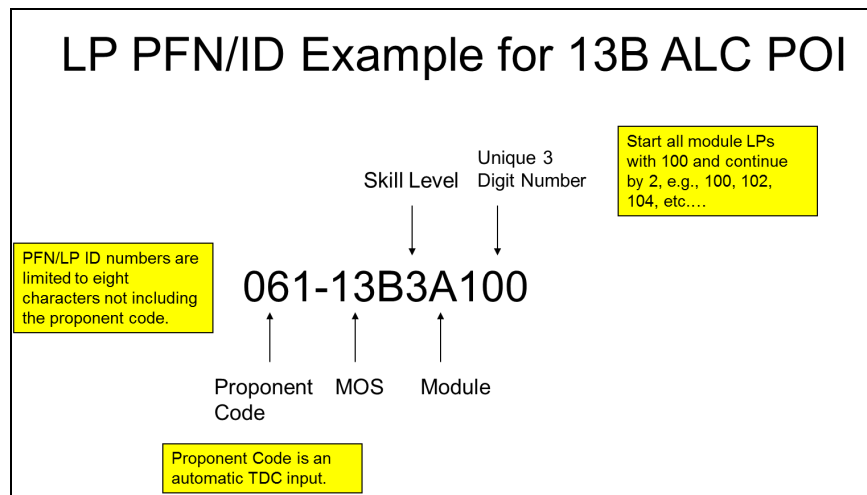 LP PFN/ID Example for 13B ALC POI
Start all module LPs
with 100 and continue
by 2, e.g., 100, 102,
104, etc.…
Unique 3
Digit Number
Skill Level
PFN/LP ID numbers are
limited to eight
characters not including
the proponent code.
061-13B3A100
Proponent
Code
MOS
Module
Proponent Code is an
automatic TDC input.